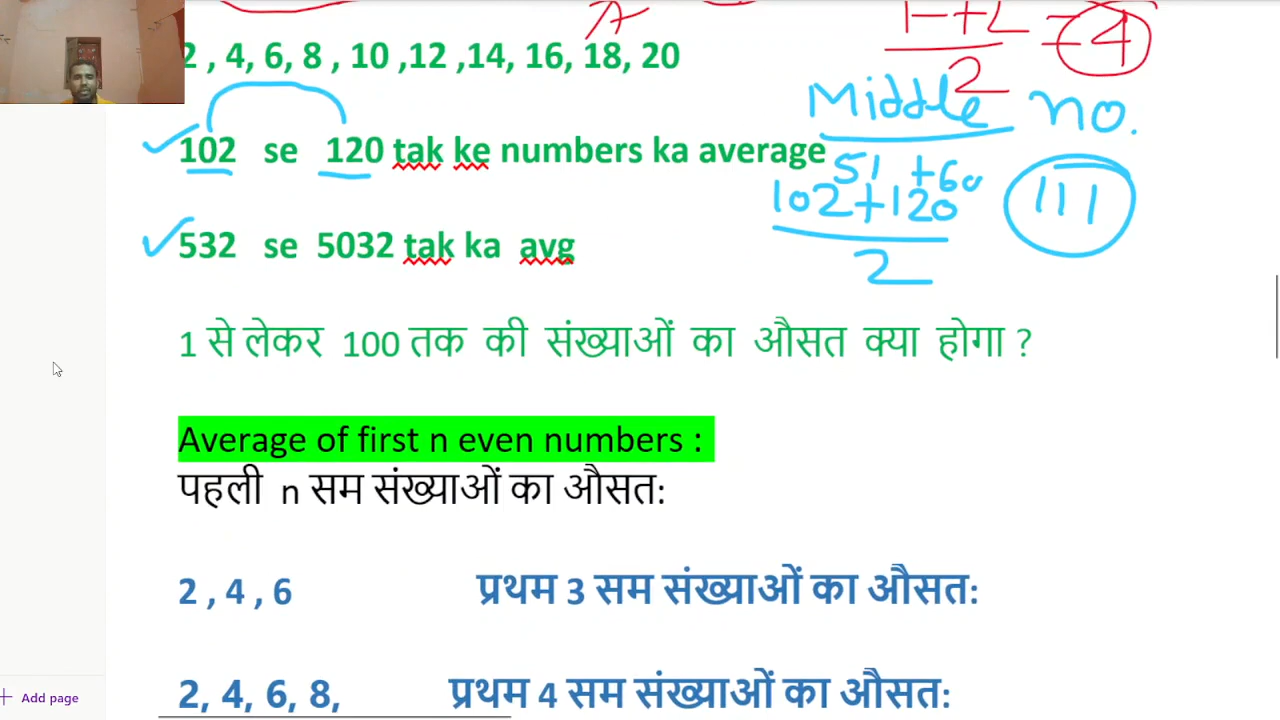 1+2
2
= 4
2 , 4, 6, 8 , 10 ,12 ,14, 16, 18, 20
Middle no.
102 se 120 tak ke numbers ka average
51 +60
102+120
2
111
532 se 5032 tak ka avg
1 से लेकर 100 तक की संख्याओं का औसत क्या होगा ?
Average of first n even numbers :
पहली n सम संख्याओं का औसत:
2 , 4 , 6 प्रथम 3 सम संख्याओं का औसत:
2, 4, 6, 8, प्रथम 4 सम संख्याओं का औसत:
Add page